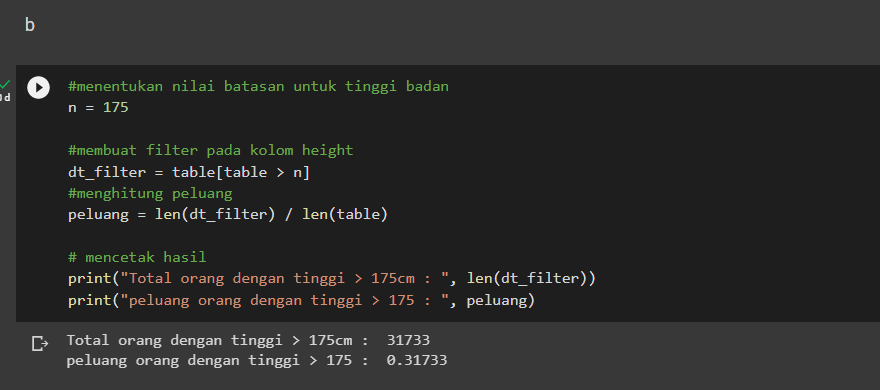 b
0d
#menentukan nilai batasan untuk tinggi badan
n = 175
#membuat filter pada kolom height
dt_filter = table[table > n]
#menghitung peluang
peluang = len(dt_filter) / len(table)
# mencetak hasil
print("Total orang dengan tinggi > 175cm : ", len(dt_filter))
print("peluang orang dengan tinggi > 175 : ", peluang)
Total orang dengan tinggi > 175cm :  31733
peluang orang dengan tinggi > 175 :  0.31733